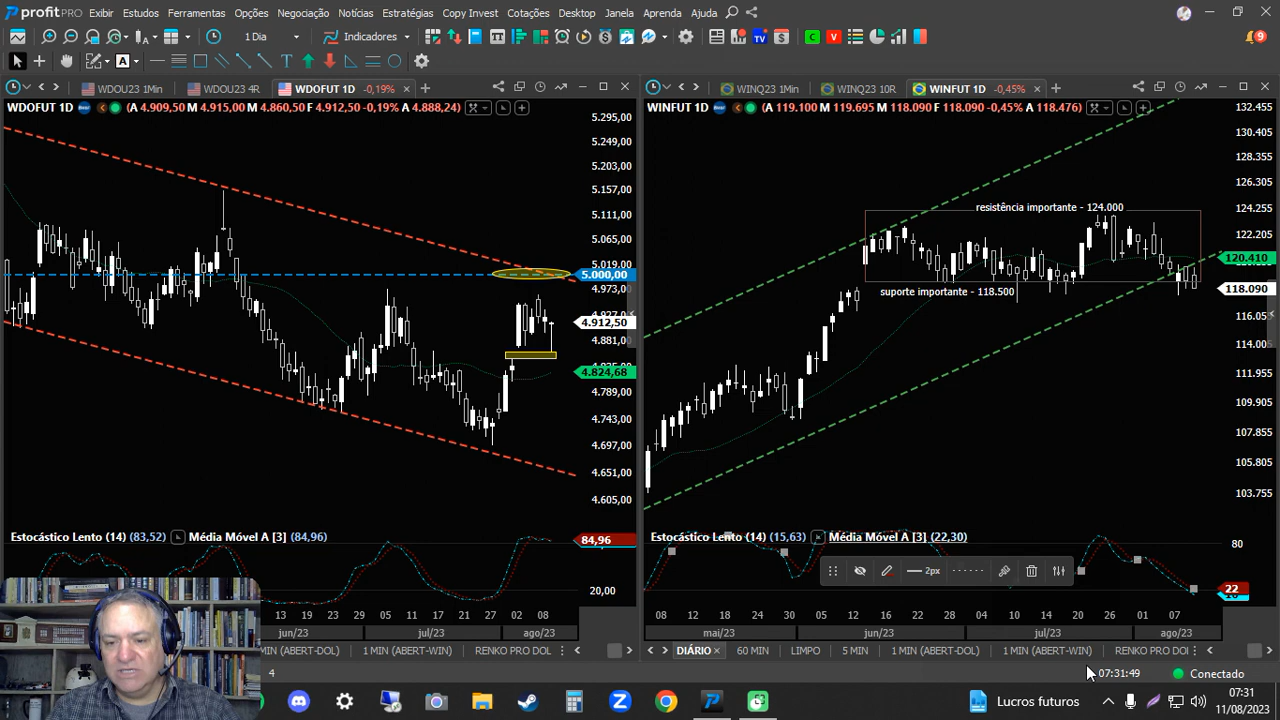 profitPRO Exibir Estudos Ferramentas Opções Negociação Notícias Estratégias Copy Invest Cotações Desktop Janela Aprenda Ajuda
1 Dia Indicadores
TV C V 9
A
WDOU23 1Min WDOU23 4R WDOFUT 1D -0,19%
WINQ23 1Min WINQ23 10R WINFUT 1D -0,45%
WDOFUT 1D (A 4.909,50 M 4.915,00 M 4.860,50 F 4.912,50 -0,19% M 4.888,24)
WINFUT 1D (A 119.100 M 119.695 M 118.090 F 118.090 -0,45% M 118.476)
5.295,00
5.249,00
5.203,00
5.157,00
5.111,00
5.065,00
5.019,00
5.000,00
4.973,00
4.912,50
4.881,00
4.824,68
4.789,00
4.743,00
4.697,00
4.651,00
4.605,00
132.455
130.405
128.355
126.305
124.255
122.205
120.410
118.090
114.005
111.955
109.905
107.855
105.805
103.755
resistência importante - 124.000
suporte importante - 118.500
Estocástico Lento (14) (83,52) Média Móvel A [3] (84,96)
84,96
20,00
Estocástico Lento (14) (15,63) Média Móvel A [3] (22,30)
80
22
2px
13 19 23 29 05 11 17 21 27 02 08
jun/23 jul/23 ago/23
08 12 18 24 30 05 12 16 22 28 04 10 14 20 26 01 07
mai/23 jun/23 jul/23 ago/23
1 MIN (ABERT-DOL) 1 MIN (ABERT-WIN) RENKO PRO DOL
DIÁRIO 60 MIN LIMPO 5 MIN 1 MIN (ABERT-DOL) 1 MIN (ABERT-WIN) RENKO PRO DOL
4
07:31:49 Conectado
Lucros futuros
07:31
11/08/2023